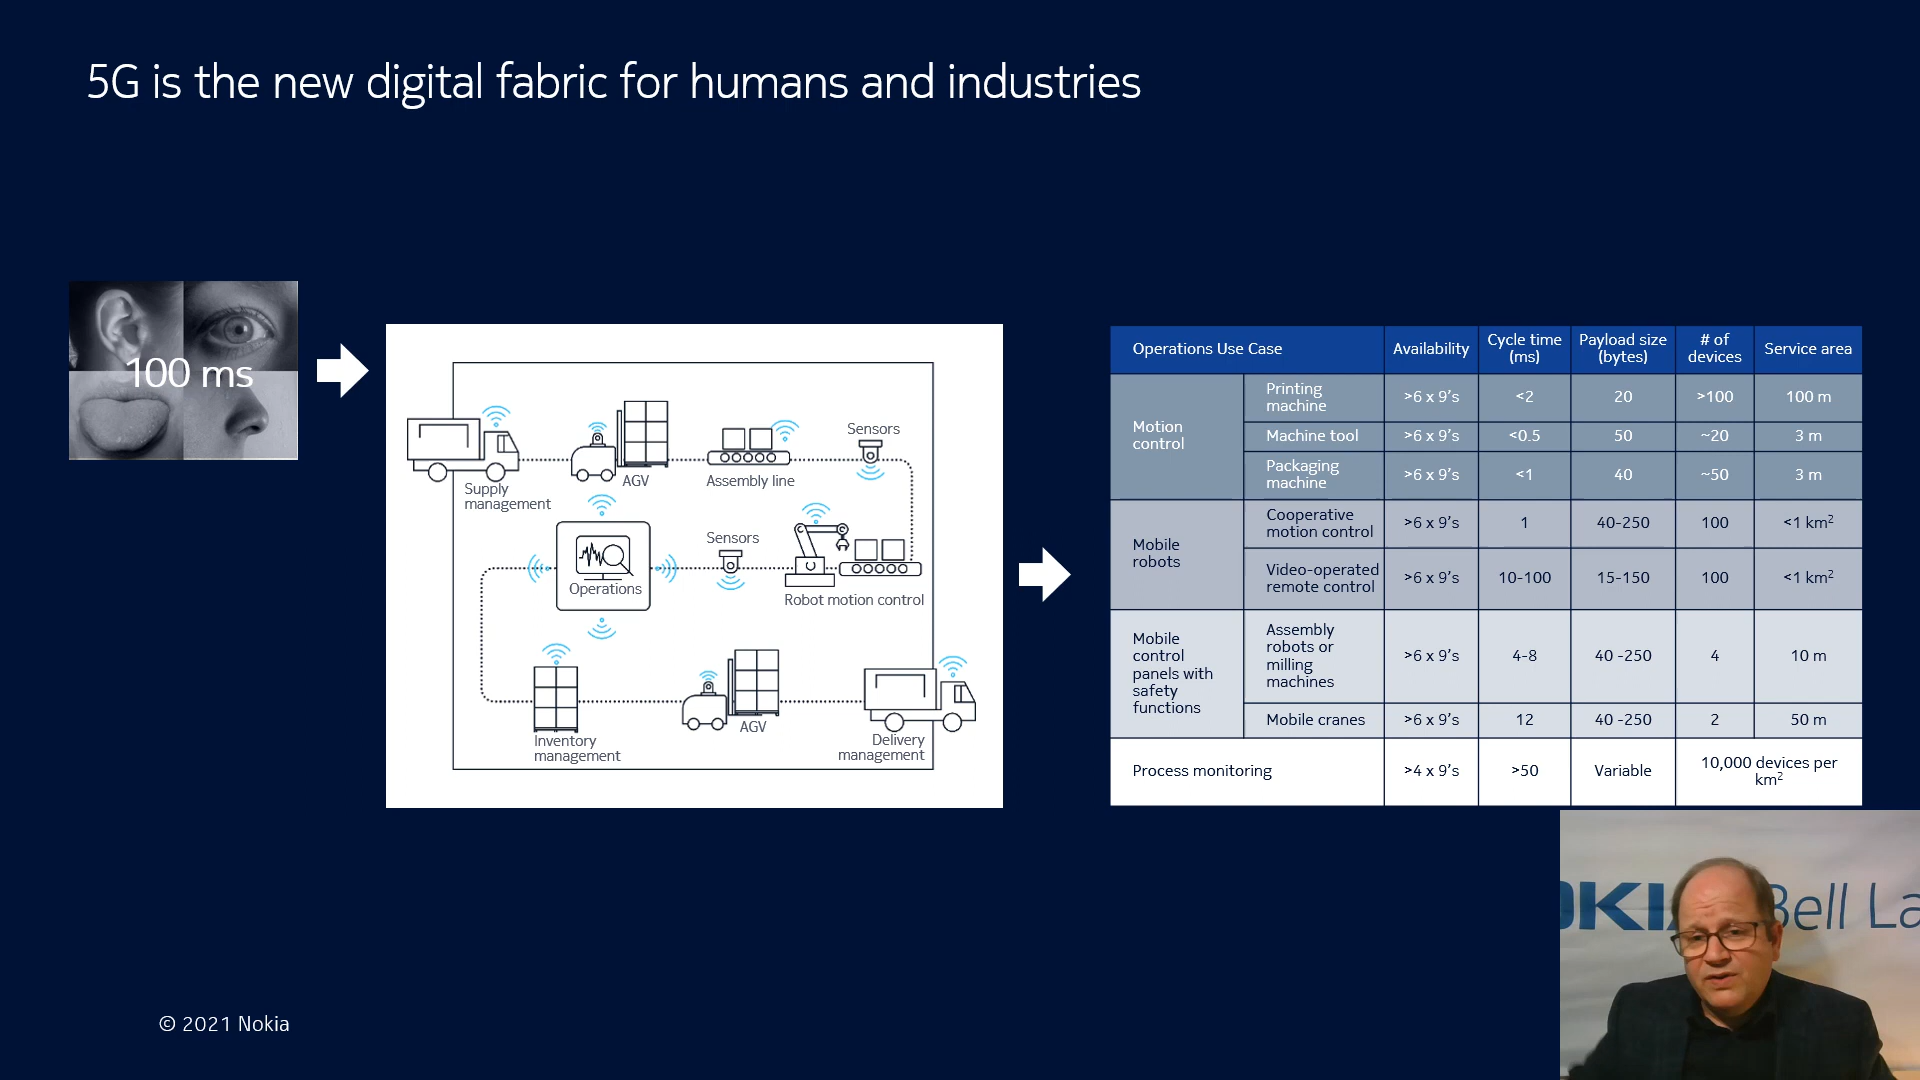 5G is the new digital fabric for humans and industries
100 ms
Supply
management
AGV
Assembly line
Sensors
Operations
Sensors
Robot motion control
Inventory
management
AGV
Delivery
management
Operations Use Case
Availability
Cycle time
(ms)
Payload size
(bytes)
# of
devices
Service area
Motion
control
Printing
machine
>6 x 9's
<2
20
>100
100 m
Machine tool
>6 x 9's
<0.5
50
~20
3 m
Packaging
machine
>6 x 9's
<1
40
~50
3 m
Mobile
robots
Cooperative
motion control
>6 x 9's
1
40-250
100
<1 km²
Video-operated
remote control
>6 x 9's
10-100
15-150
100
<1 km²
Mobile
control
panels with
safety
functions
Assembly
robots or
milling
machines
>6 x 9's
4-8
40 -250
4
10 m
Mobile cranes
>6 x 9's
12
40 -250
2
50 m
Process monitoring
>4 x 9's
>50
Variable
10,000 devices per
km²
OKIA Bell La
© 2021 Nokia